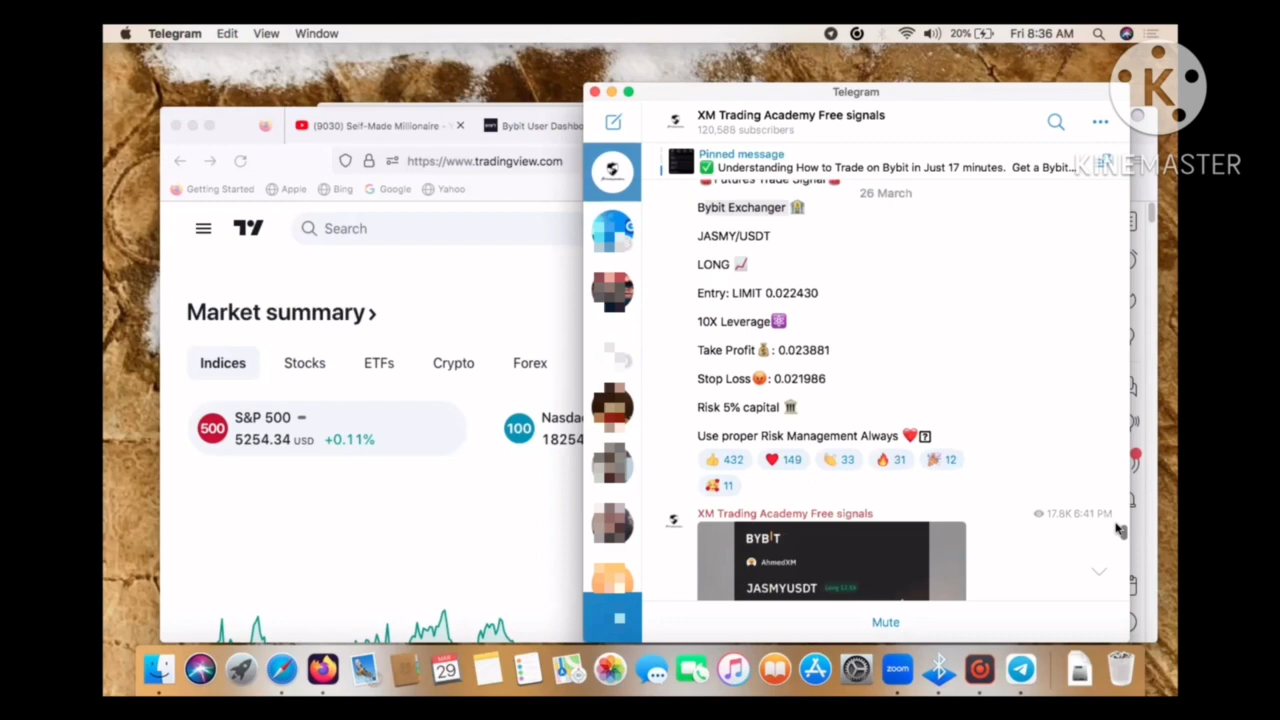 Telegram Edit View Window
20% Fri 8:36 AM
K
KINEMASTER
(9030) Self-Made Millionaire -
Bybit User Dashbo
https://www.tradingview.com
Getting Started Apple Bing Google Yahoo
Search
Market summary ›
Indices Stocks ETFs Crypto Forex
500
S&P 500
5254.34 USD +0.11%
100
Nasda
18254
Telegram
XM Trading Academy Free signals
120,588 subscribers
Pinned message
✅ Understanding How to Trade on Bybit in Just 17 minutes. Get a Bybit...
Futures Trade Signal
26 March
Bybit Exchanger 🏦
JASMY/USDT
LONG 📈
Entry: LIMIT 0.022430
10X Leverage⚛️
Take Profit💰: 0.023881
Stop Loss😡: 0.021986
Risk 5% capital 🏛️
Use proper Risk Management Always ❤️
👍 432 ❤️ 149 👏 33 🔥 31 🎉 12
🥰 11
XM Trading Academy Free signals
17.8K 6:41 PM
BYBIT
AhmedXM
JASMYUSDT
Mute
29
zoom